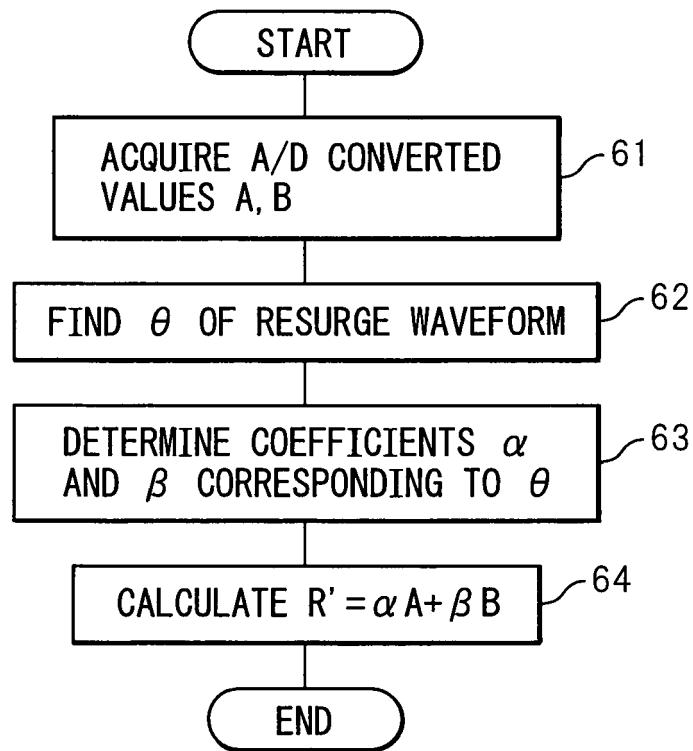 START
ACQUIRE A/D CONVERTED
VALUES A, B
61
FIND θ OF RESURGE WAVEFORM
62
DETERMINE COEFFICIENTS α
AND β CORRESPONDING TO θ
63
CALCULATE R'=αA+βB
64
END